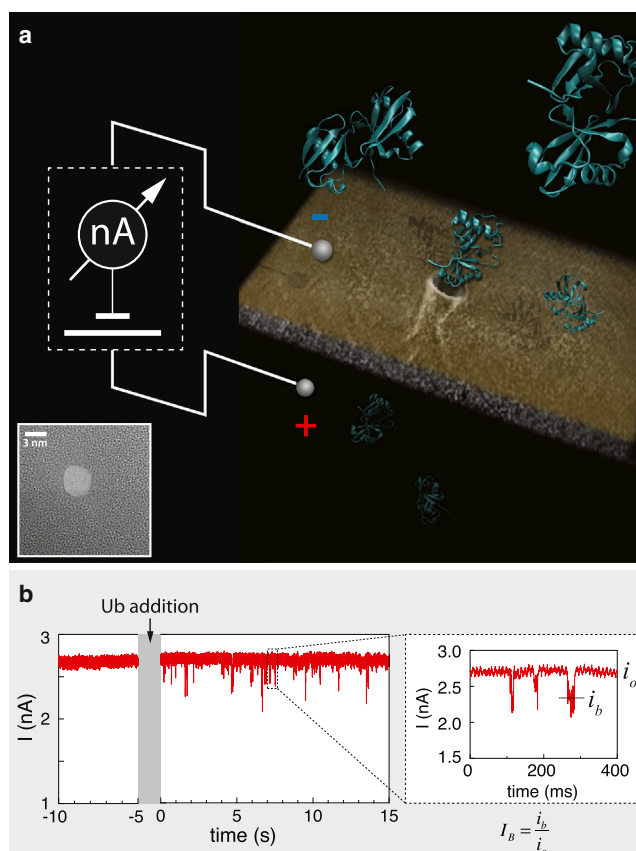 a
nA
−
+
3 nm
b
Ub addition
3
2
1
I (nA)
-10
-5
0
5
10
15
time (s)
3.0
2.5
2.0
1.5
I (nA)
i_o
i_b
0
200
400
time (ms)
I_B = i_b / i_o